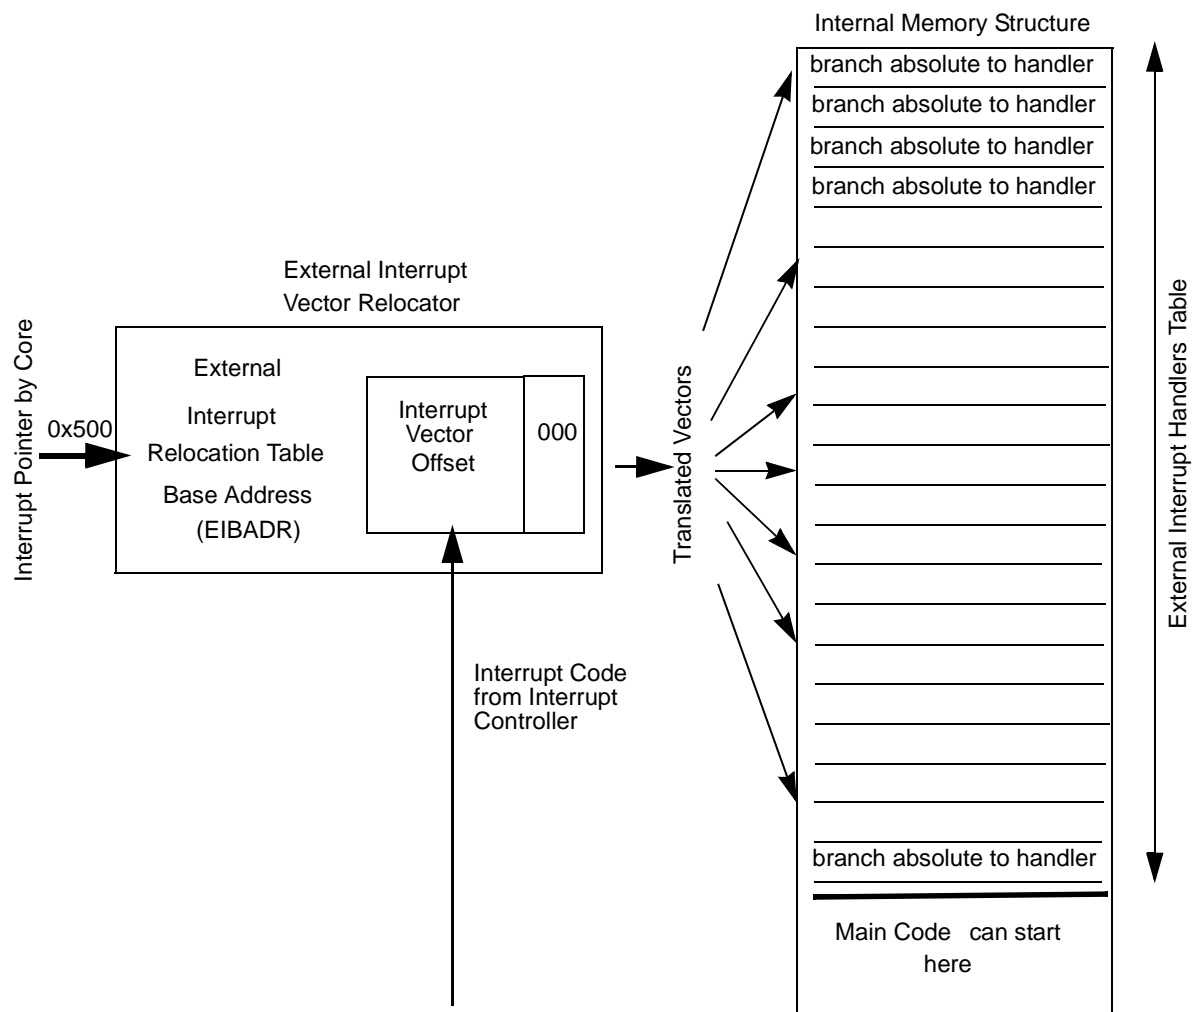 Internal Memory Structure
branch absolute to handler
branch absolute to handler
branch absolute to handler
branch absolute to handler
External Interrupt
Vector Relocator
Interrupt Pointer by Core
0x500
External
Interrupt
Relocation Table
Base Address
(EIBADR)
Interrupt
Vector
Offset
000
Translated Vectors
External Interrupt Handlers Table
Interrupt Code
from Interrupt
Controller
branch absolute to handler
Main Code can start
here